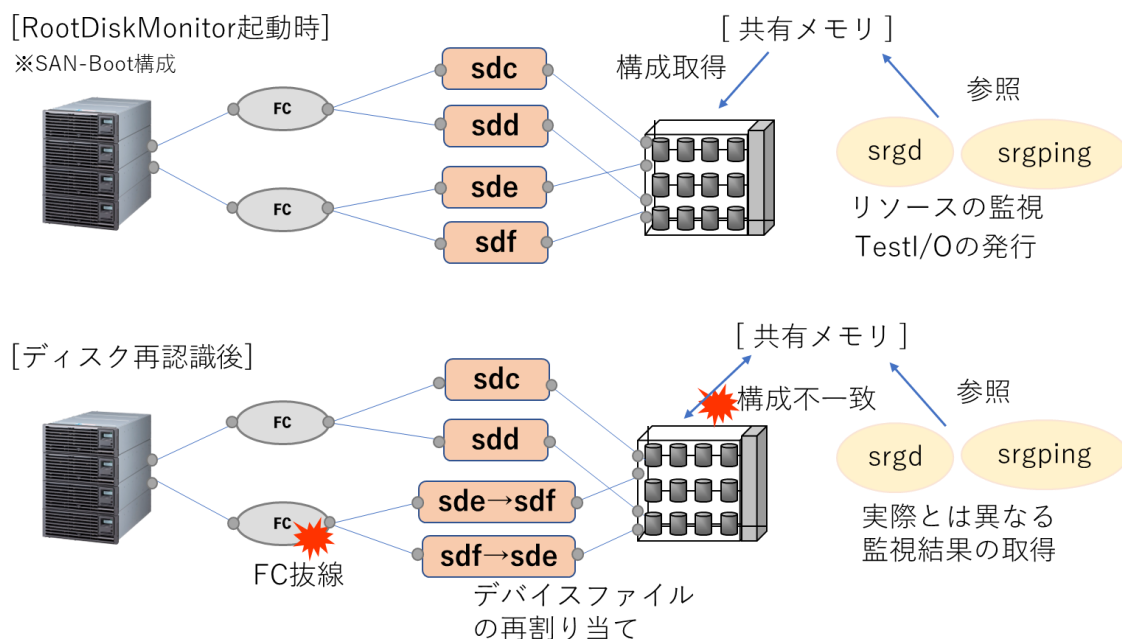 [RootDiskMonitor起動時]
※SAN-Boot構成
FC
FC
sdc
sdd
sde
sdf
構成取得
[ 共有メモリ ]
参照
srgd
srgping
リソースの監視
TestI/Oの発行
[ディスク再認識後]
FC
FC
FC抜線
sdc
sdd
sde→sdf
sdf→sde
デバイスファイル
の再割り当て
[ 共有メモリ ]
構成不一致
参照
srgd
srgping
実際とは異なる
監視結果の取得